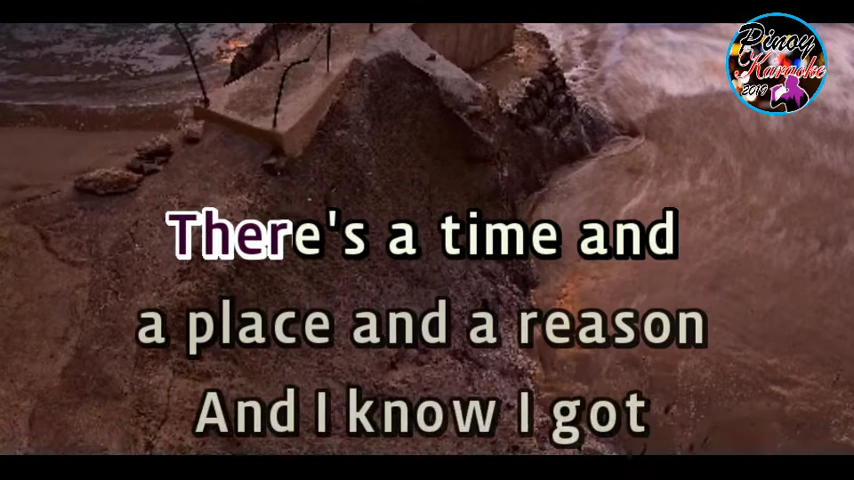 Pinoy
Karaoke
2019
There's a time and
a place and a reason
And I know I got